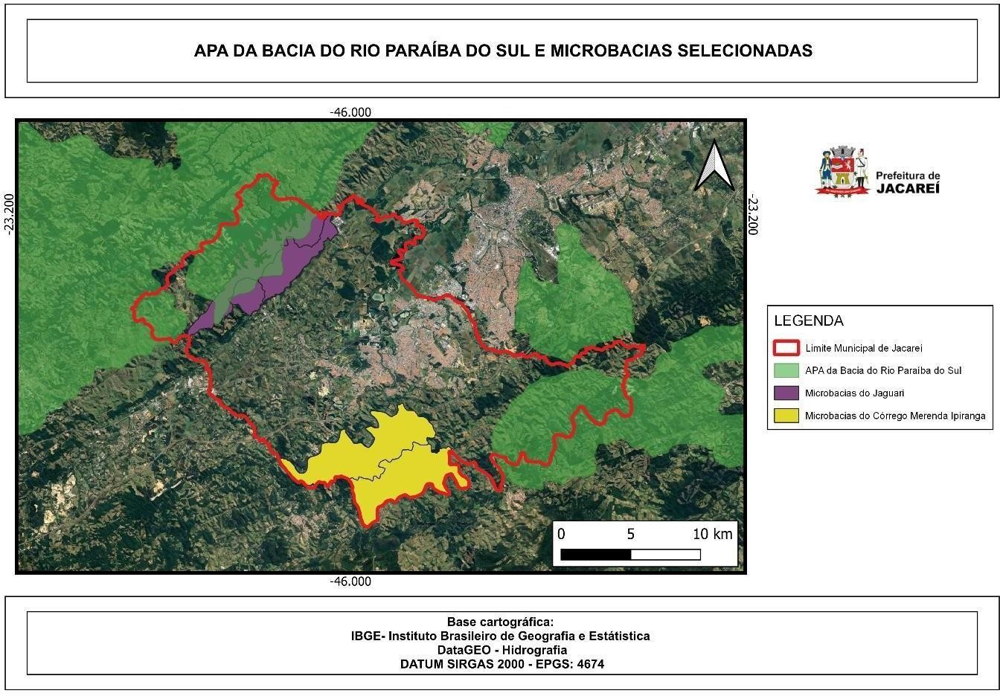 APA DA BACIA DO RIO PARAÍBA DO SUL E MICROBACIAS SELECIONADAS
-46.000
-23.200
-23.200
Prefeitura de
JACAREÍ
LEGENDA
Limite Municipal de Jacareí
APA da Bacia do Rio Paraíba do Sul
Microbacias do Jaguari
Microbacias do Córrego Merenda Ipiranga
0 5 10 km
-46.000
Base cartográfica:
IBGE- Instituto Brasileiro de Geografia e Estátistica
DataGEO - Hidrografia
DATUM SIRGAS 2000 - EPGS: 4674